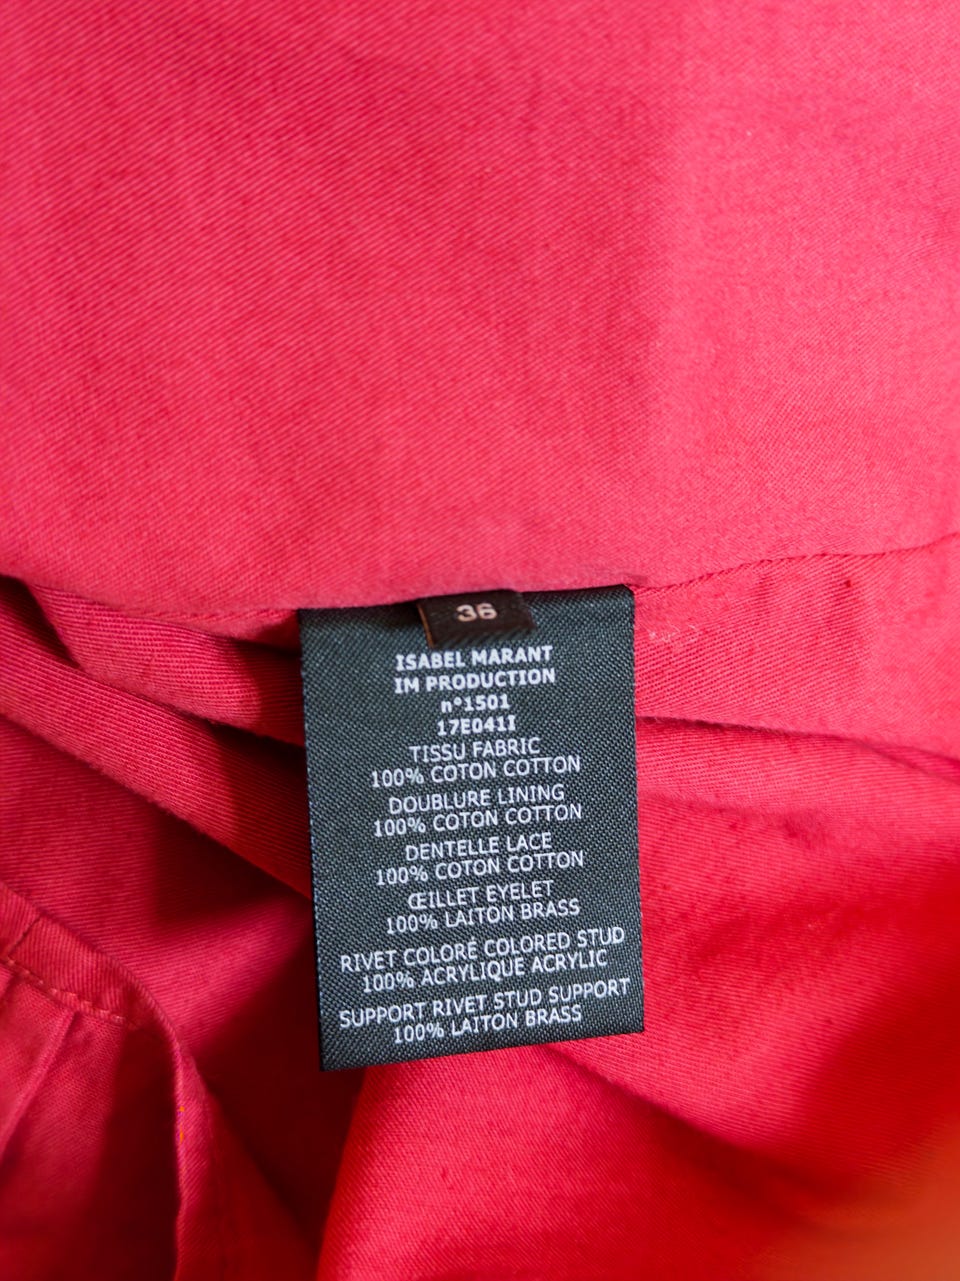 36
ISABEL MARANT
IM PRODUCTION
n°1501
17E041I
TISSU FABRIC
100% COTON COTTON
DOUBLURE LINING
100% COTON COTTON
DENTELLE LACE
100% COTON COTTON
ŒILLET EYELET
100% LAITON BRASS
RIVET COLORÉ COLORED STUD
100% ACRYLIQUE ACRYLIC
SUPPORT RIVET STUD SUPPORT
100% LAITON BRASS